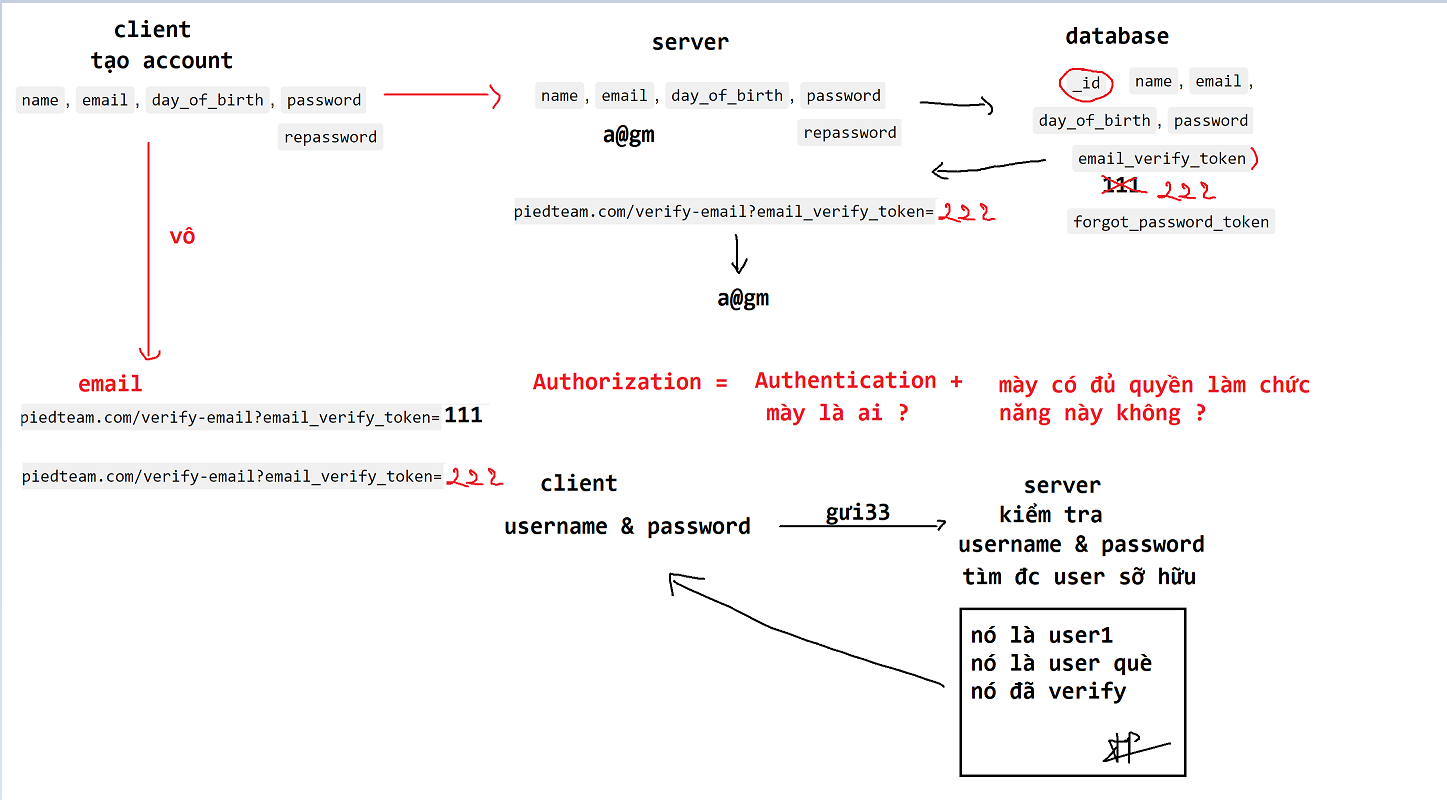 client
tạo account
name , email , day_of_birth , password
repassword
server
name , email , day_of_birth , password
a@gm
repassword
database
_id name , email ,
day_of_birth , password
email_verify_token )
111 222
forgot_password_token
piedteam.com/verify-email?email_verify_token= 222
a@gm
vô
email
piedteam.com/verify-email?email_verify_token= 111
piedteam.com/verify-email?email_verify_token= 222
Authorization = Authentication + mày có đủ quyền làm chức
mày là ai ? năng này không ?
client
username & password
gưi33
server
kiểm tra
username & password
tìm đc user sỡ hữu
nó là user1
nó là user què
nó đã verify